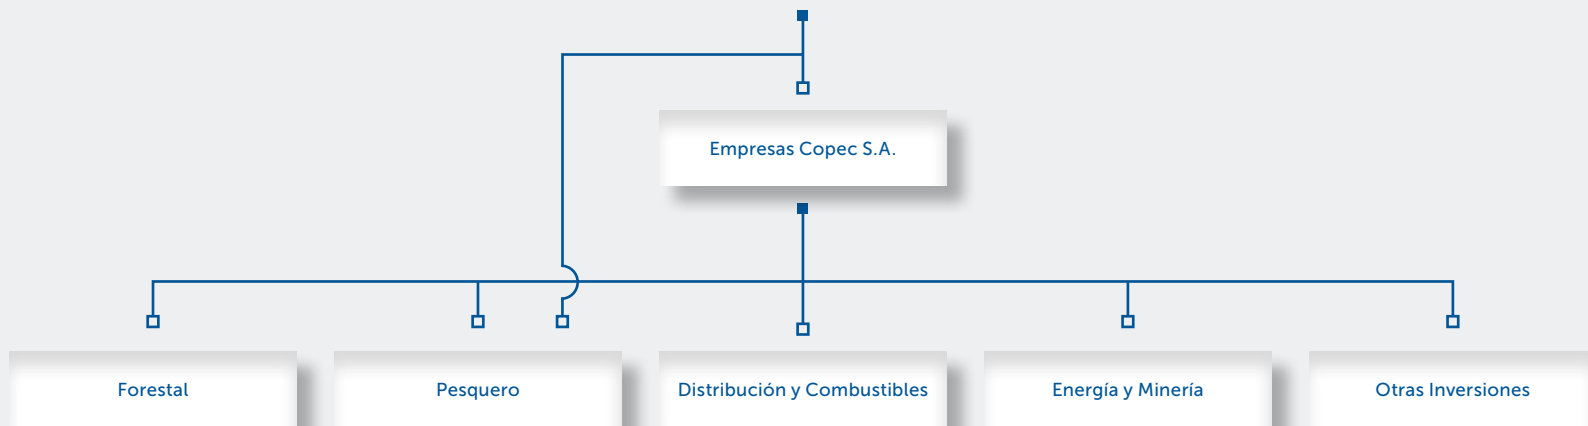 Empresas Copec S.A.
Forestal
Pesquero
Distribución y Combustibles
Energía y Minería
Otras Inversiones